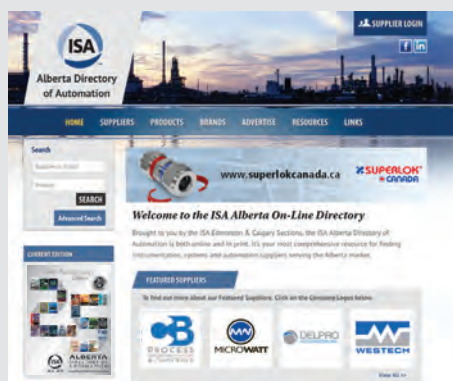 ISA
SUPPLIER LOGIN
Alberta Directory
of Automation
HOME SUPPLIERS PRODUCTS BRANDS ADVERTISE RESOURCES LINKS
Search
SEARCH
Advanced Search
www.superlokcanada.ca
SUPERLOK
CANADA
Welcome to the ISA Alberta On-Line Directory
Brought to you by the ISA Edmonton & Calgary Sections, the ISA Alberta Directory of
Automation is both online and in print. It's your most comprehensive resource for finding
instrumentation, systems and automation suppliers serving the Alberta market.
CURRENT EDITION
FEATURED SUPPLIERS
To find out more about our Featured Suppliers, Click on the Company Logos below.
CB
PROCESS
MICROWATT
DELPRO
WESTECH
ISA
ALBERTA
View All >>